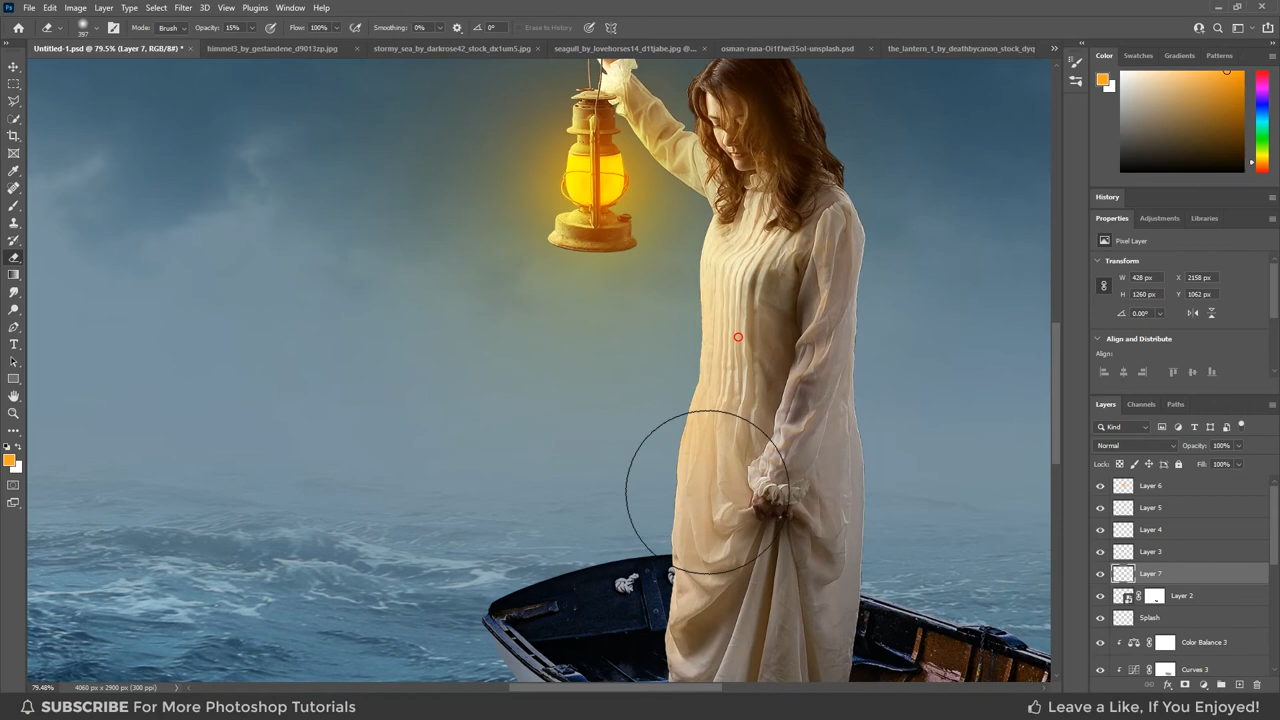 File Edit Image Layer Type Select Filter 3D View Plugins Window Help
397 Mode: Brush Opacity: 15% Flow: 100% Smoothing: 0% 0° Erase to History
Untitled-1.psd @ 79.5% (Layer 7, RGB/8#) * × himmel3_by_gestandene_d9013zp.jpg × stormy_sea_by_darkrose42_stock_dx1um5.jpg × seagull_by_lovehorses14_d1tjabe.jpg @... × osman-rana-Oi1fJwi35oI-unsplash.psd × the_lantern_1_by_deathbycanon_stock_dyq
Color Swatches Gradients Patterns
History
Properties Adjustments Libraries
Pixel Layer
Transform
W 428 px X 2158 px
H 1260 px Y 1062 px
0.00°
Align and Distribute
Align:
Layers Channels Paths
Kind
Normal Opacity: 100%
Lock: Fill: 100%
Layer 6
Layer 5
Layer 4
Layer 3
Layer 7
Layer 2
Splash
Color Balance 3
Curves 3
79.48% 4060 px x 2900 px (300 ppi)
SUBSCRIBE For More Photoshop Tutorials
Leave a Like, If You Enjoyed!